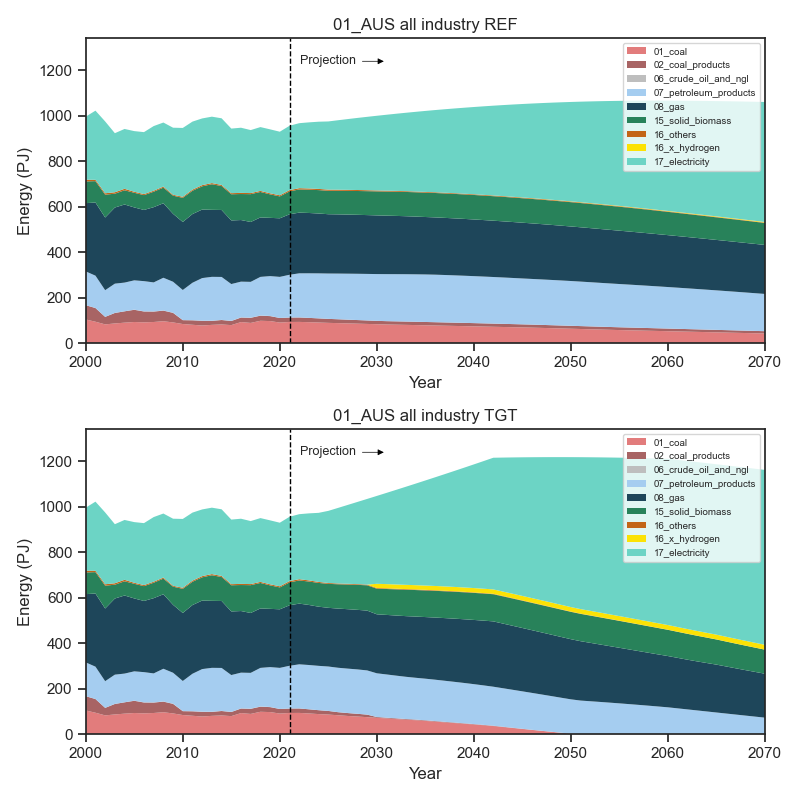 01_AUS all industry REF
Energy (PJ)
1200
1000
800
600
400
200
0
Projection
01_coal
02_coal_products
06_crude_oil_and_ngl
07_petroleum_products
08_gas
15_solid_biomass
16_others
16_x_hydrogen
17_electricity
2000 2010 2020 2030 2040 2050 2060 2070
Year
01_AUS all industry TGT
Energy (PJ)
1200
1000
800
600
400
200
0
Projection
01_coal
02_coal_products
06_crude_oil_and_ngl
07_petroleum_products
08_gas
15_solid_biomass
16_others
16_x_hydrogen
17_electricity
2000 2010 2020 2030 2040 2050 2060 2070
Year